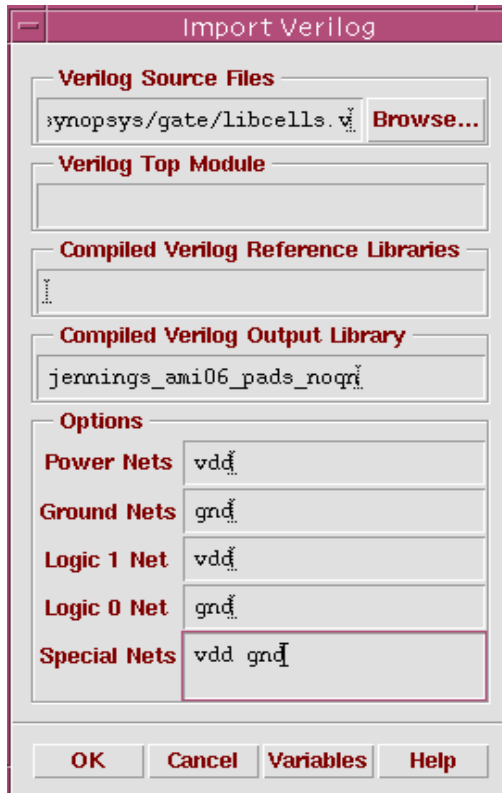 Import Verilog
Verilog Source Files
synopsys/gate/libcells.v Browse...
Verilog Top Module
Compiled Verilog Reference Libraries
Compiled Verilog Output Library
jennings_ami06_pads_noqn
Options
Power Nets vdd
Ground Nets gnd
Logic 1 Net vdd
Logic 0 Net gnd
Special Nets vdd gnd
OK Cancel Variables Help